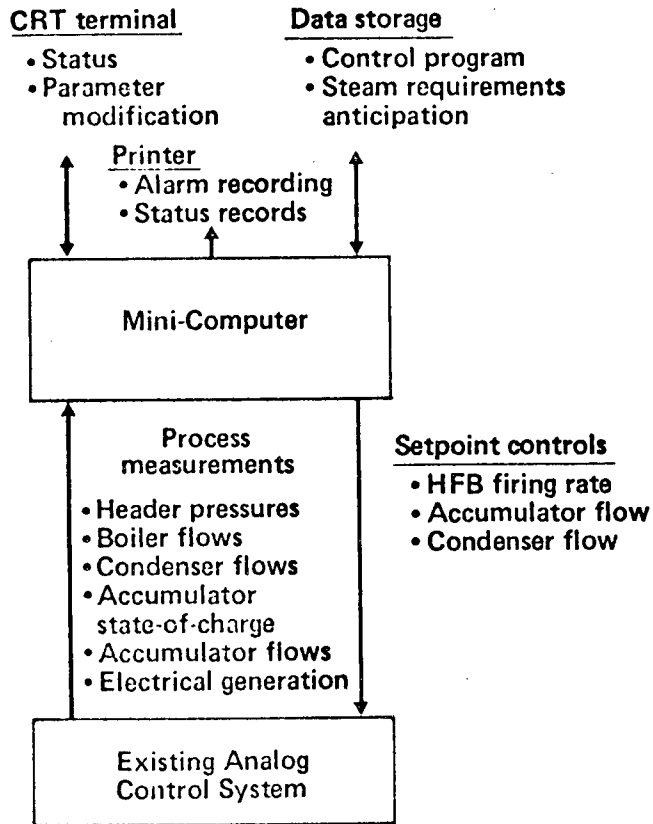 CRT terminal
• Status
• Parameter
modification
Data storage
• Control program
• Steam requirements
anticipation
Printer
• Alarm recording
• Status records
Mini-Computer
Process
measurements
• Header pressures
• Boiler flows
• Condenser flows
• Accumulator
state-of-charge
• Accumulator flows
• Electrical generation
Setpoint controls
• HFB firing rate
• Accumulator flow
• Condenser flow
Existing Analog
Control System